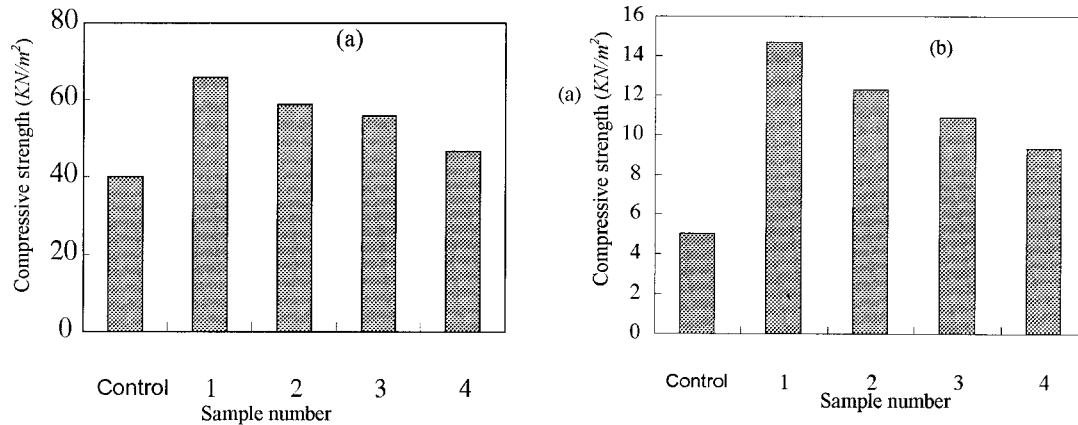 Compressive strength (KN/m²)
80
60
40
20
0
(a)
Control 1 2 3 4
Sample number
(a)
Compressive strength (KN/m²)
16
14
12
10
8
6
4
2
0
(b)
Control 1 2 3 4
Sample number